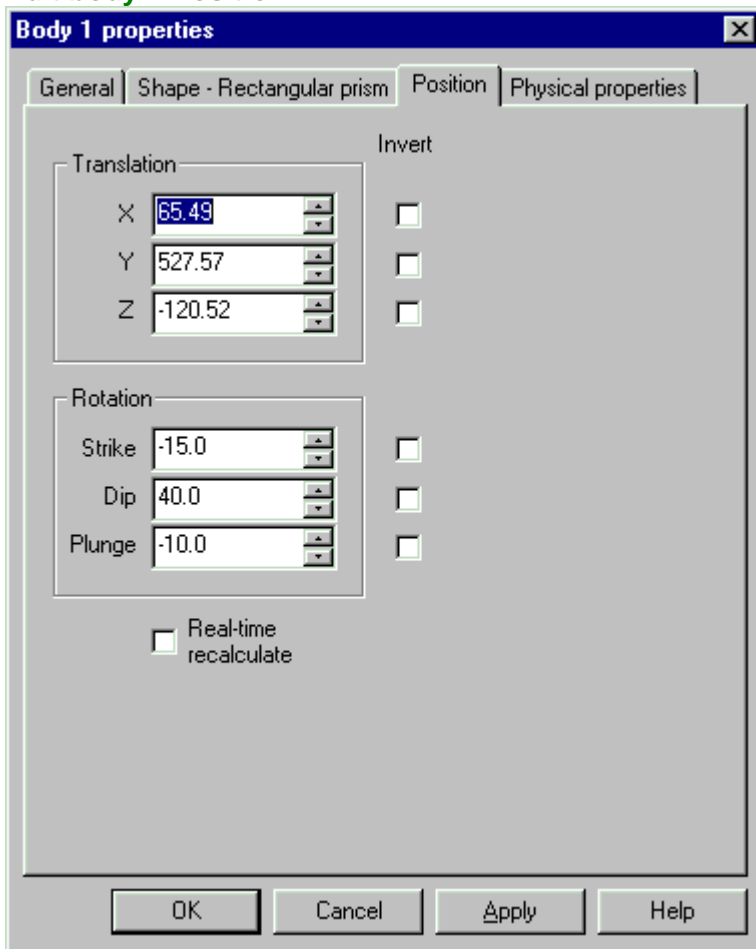 Body 1 properties
General Shape - Rectangular prism Position Physical properties
Invert
Translation
X 65.49
Y 527.57
Z -120.52
Rotation
Strike -15.0
Dip 40.0
Plunge -10.0
Real-time
recalculate
OK Cancel Apply Help